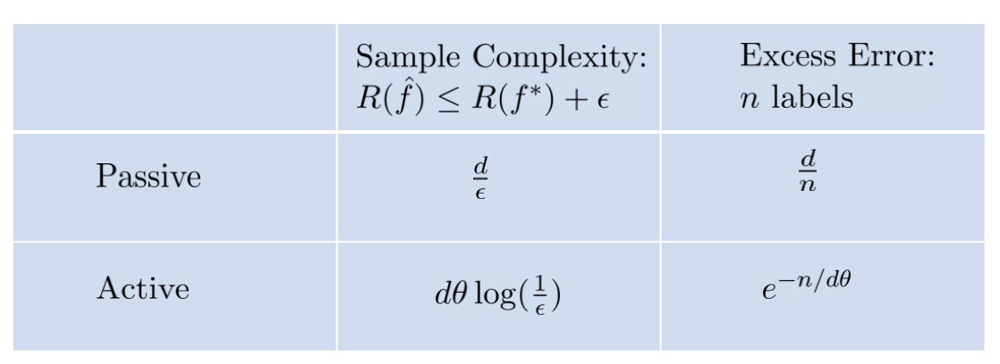 Sample Complexity:
$R(\hat{f}) \leq R(f^*) + \epsilon$
Excess Error:
$n$ labels
Passive
$\frac{d}{\epsilon}$
$\frac{d}{n}$
Active
$d\theta \log(\frac{1}{\epsilon})$
$e^{-n/d\theta}$